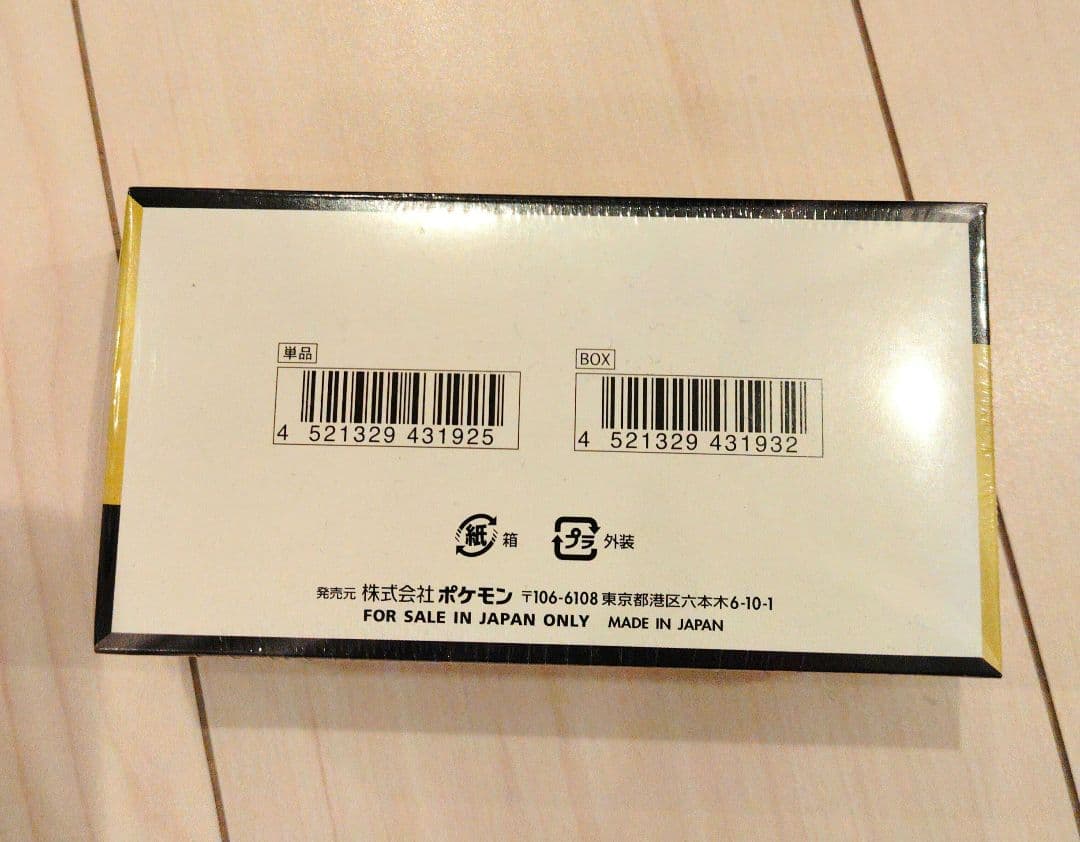 単品
4 521329 431925
BOX
4 521329 431932
紙 箱
プラ 外装
発売元 株式会社ポケモン 〒106-6108 東京都港区六本木6-10-1
FOR SALE IN JAPAN ONLY MADE IN JAPAN